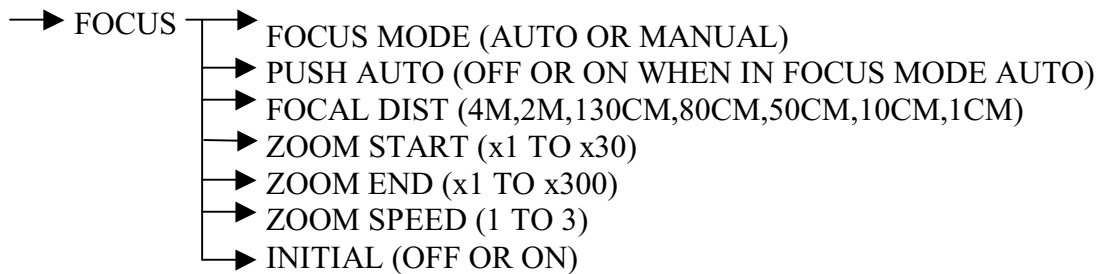 FOCUS
FOCUS MODE (AUTO OR MANUAL)
PUSH AUTO (OFF OR ON WHEN IN FOCUS MODE AUTO)
FOCAL DIST (4M,2M,130CM,80CM,50CM,10CM,1CM)
ZOOM START (x1 TO x30)
ZOOM END (x1 TO x300)
ZOOM SPEED (1 TO 3)
INITIAL (OFF OR ON)